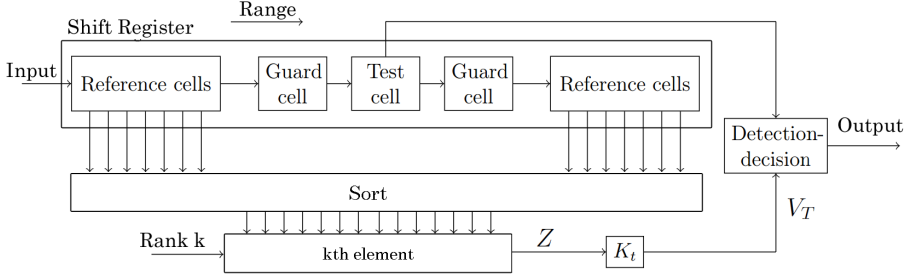 Range
Shift Register
Input
Reference cells
Guard
cell
Test
cell
Guard
cell
Reference cells
Detection-
decision
Output
Sort
V_T
Rank k
kth element
Z
K_t